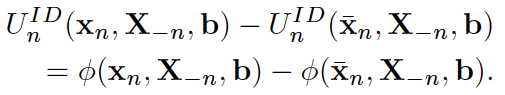 U_n^{ID}(x_n, X_{-n}, b) − U_n^{ID}(x̄_n, X_{-n}, b)
= ϕ(x_n, X_{-n}, b) − ϕ(x̄_n, X_{-n}, b).